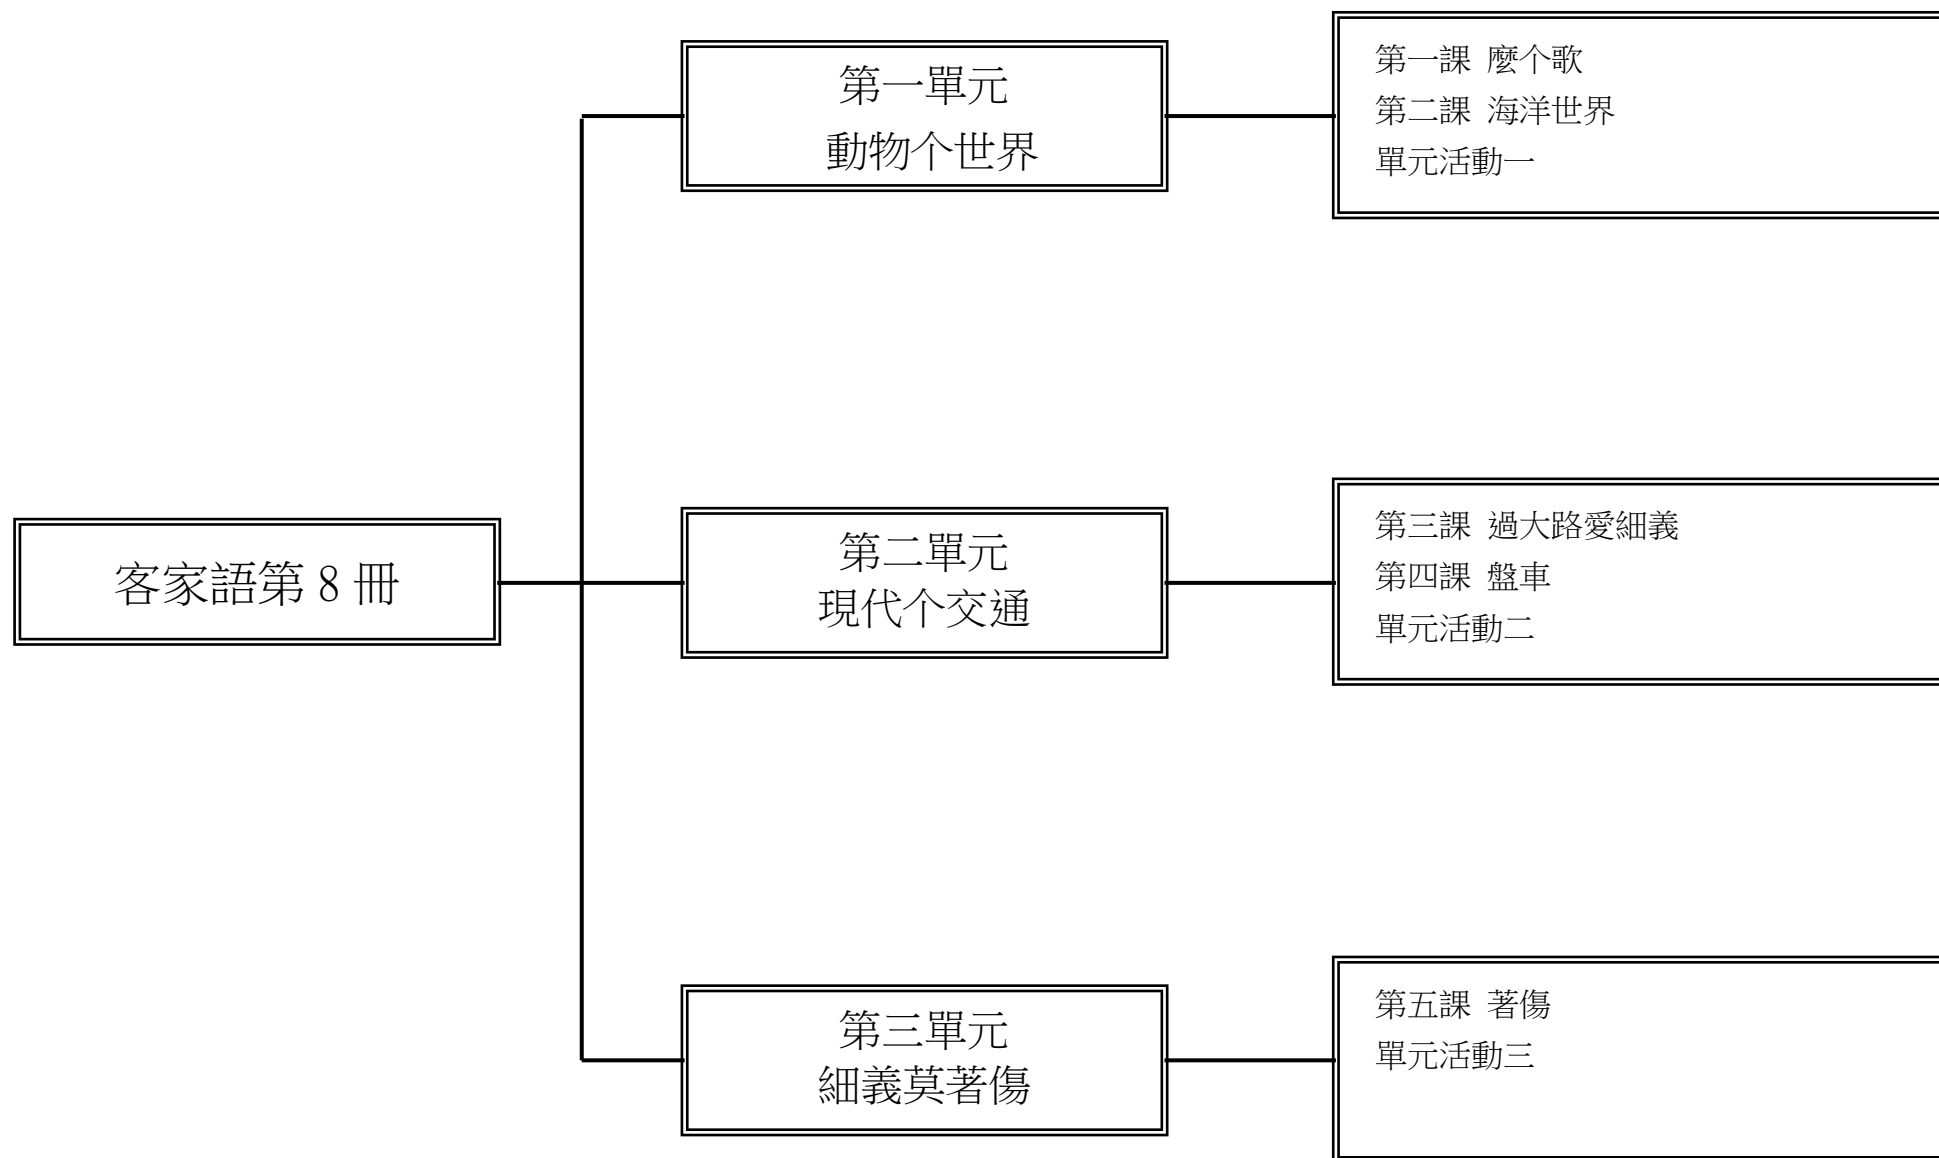 客家語第 8 冊
第一單元
動物个世界
第一課 麼个歌
第二課 海洋世界
單元活動一
第二單元
現代个交通
第三課 過大路愛細義
第四課 盤車
單元活動二
第三單元
細義莫著傷
第五課 著傷
單元活動三